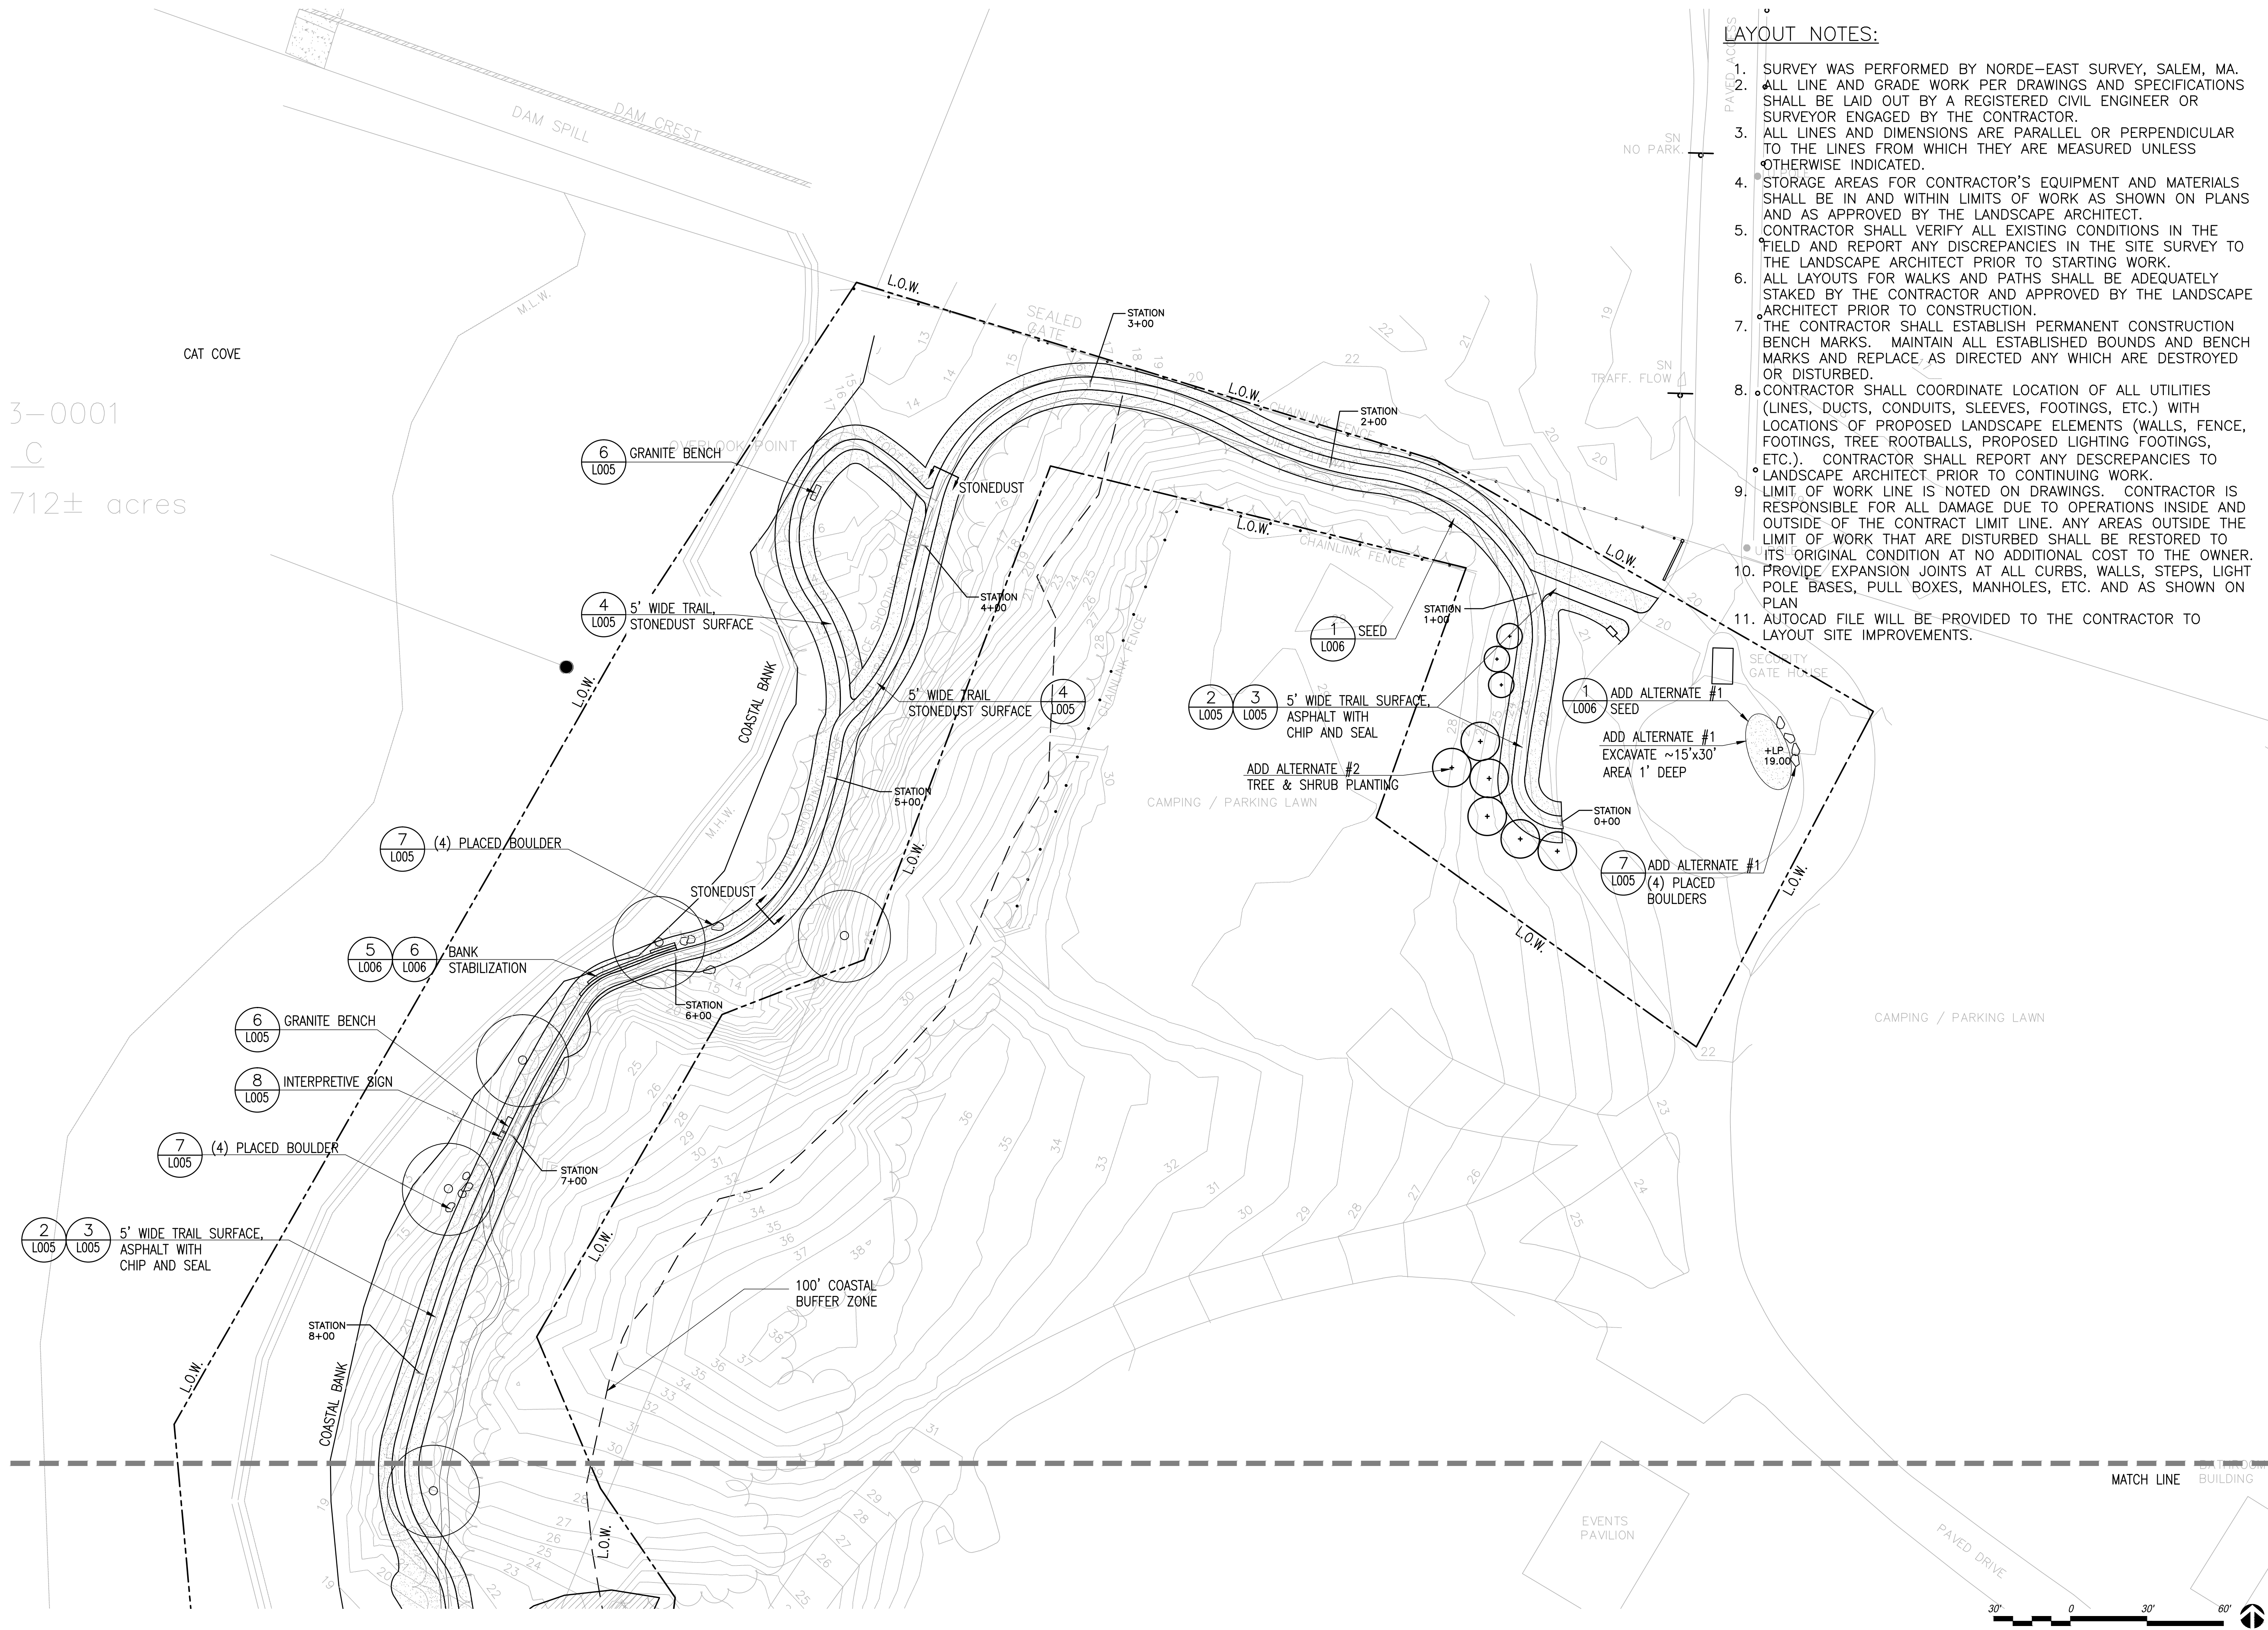 LAYOUT NOTES:
1. SURVEY WAS PERFORMED BY NORDE-EAST SURVEY, SALEM, MA.
2. ALL LINE AND GRADE WORK PER DRAWINGS AND SPECIFICATIONS
SHALL BE LAID OUT BY A REGISTERED CIVIL ENGINEER OR
SURVEYOR ENGAGED BY THE CONTRACTOR.
3. ALL LINES AND DIMENSIONS ARE PARALLEL OR PERPENDICULAR
TO THE LINES FROM WHICH THEY ARE MEASURED UNLESS
OTHERWISE INDICATED.
4. STORAGE AREAS FOR CONTRACTOR'S EQUIPMENT AND MATERIALS
SHALL BE IN AND WITHIN LIMITS OF WORK AS SHOWN ON PLANS
AND AS APPROVED BY THE LANDSCAPE ARCHITECT.
5. CONTRACTOR SHALL VERIFY ALL EXISTING CONDITIONS IN THE
FIELD AND REPORT ANY DISCREPANCIES IN THE SITE SURVEY TO
THE LANDSCAPE ARCHITECT PRIOR TO STARTING WORK.
6. ALL LAYOUTS FOR WALKS AND PATHS SHALL BE ADEQUATELY
STAKED BY THE CONTRACTOR AND APPROVED BY THE LANDSCAPE
ARCHITECT PRIOR TO CONSTRUCTION.
7. THE CONTRACTOR SHALL ESTABLISH PERMANENT CONSTRUCTION
BENCH MARKS. MAINTAIN ALL ESTABLISHED BOUNDS AND BENCH
MARKS AND REPLACE AS DIRECTED ANY WHICH ARE DESTROYED
OR DISTURBED.
8. CONTRACTOR SHALL COORDINATE LOCATION OF ALL UTILITIES
(LINES, DUCTS, CONDUITS, SLEEVES, FOOTINGS, ETC.) WITH
LOCATIONS OF PROPOSED LANDSCAPE ELEMENTS (WALLS, FENCE,
FOOTINGS, TREE ROOTBALLS, PROPOSED LIGHTING FOOTINGS,
ETC.). CONTRACTOR SHALL REPORT ANY DESCREPANCIES TO
LANDSCAPE ARCHITECT PRIOR TO CONTINUING WORK.
9. LIMIT OF WORK LINE IS NOTED ON DRAWINGS. CONTRACTOR IS
RESPONSIBLE FOR ALL DAMAGE DUE TO OPERATIONS INSIDE AND
OUTSIDE OF THE CONTRACT LIMIT LINE. ANY AREAS OUTSIDE THE
LIMIT OF WORK THAT ARE DISTURBED SHALL BE RESTORED TO
ITS ORIGINAL CONDITION AT NO ADDITIONAL COST TO THE OWNER.
10. PROVIDE EXPANSION JOINTS AT ALL CURBS, WALLS, STEPS, LIGHT
POLE BASES, PULL BOXES, MANHOLES, ETC. AND AS SHOWN ON
PLAN
11. AUTOCAD FILE WILL BE PROVIDED TO THE CONTRACTOR TO
LAYOUT SITE IMPROVEMENTS.
PAVED ACCESS
DAM CREST
DAM SPILL
SN
NO PARK.
M.L.W.
L.O.W.
SEALED
GATE
STATION
3+00
CAT COVE
SN
TRAFF. FLOW
3-0001
C
712± acres
L.O.W.
CHAINLINK FENCE
STATION
2+00
OVERLOOK POINT
6
L005
GRANITE BENCH
STONEDUST
L.O.W.
CHAINLINK FENCE
L.O.W.
STATION
4+00
4
L005
5' WIDE TRAIL,
STONEDUST SURFACE
STATION
1+00
1
L006
SEED
SECURITY
GATE HOUSE
L.O.W.
COASTAL BANK
5' WIDE TRAIL
STONEDUST SURFACE
4
L005
CHAINLINK FENCE
2
L005
3
L005
5' WIDE TRAIL SURFACE,
ASPHALT WITH
CHIP AND SEAL
1
L006
ADD ALTERNATE #1
SEED
ADD ALTERNATE #1
EXCAVATE ~15'x30'
AREA 1' DEEP
+LP
19.00
ADD ALTERNATE #2
TREE & SHRUB PLANTING
CAMPING / PARKING LAWN
STATION
5+00
STATION
0+00
M.H.W.
POLICE SHOOTING RANGE
7
L005
(4) PLACED BOULDER
L.O.W.
7
L005
ADD ALTERNATE #1
(4) PLACED
BOULDERS
L.O.W.
STONEDUST
L.O.W.
5
L006
6
L006
BANK
STABILIZATION
STATION
6+00
6
L005
GRANITE BENCH
CAMPING / PARKING LAWN
8
L005
INTERPRETIVE SIGN
7
L005
(4) PLACED BOULDER
STATION
7+00
2
L005
3
L005
5' WIDE TRAIL SURFACE,
ASPHALT WITH
CHIP AND SEAL
L.O.W.
100' COASTAL
BUFFER ZONE
STATION
8+00
L.O.W.
COASTAL BANK
MATCH LINE
BATHROOM
BUILDING
L.O.W.
EVENTS
PAVILION
PAVED DRIVE
30' 0 30' 60'